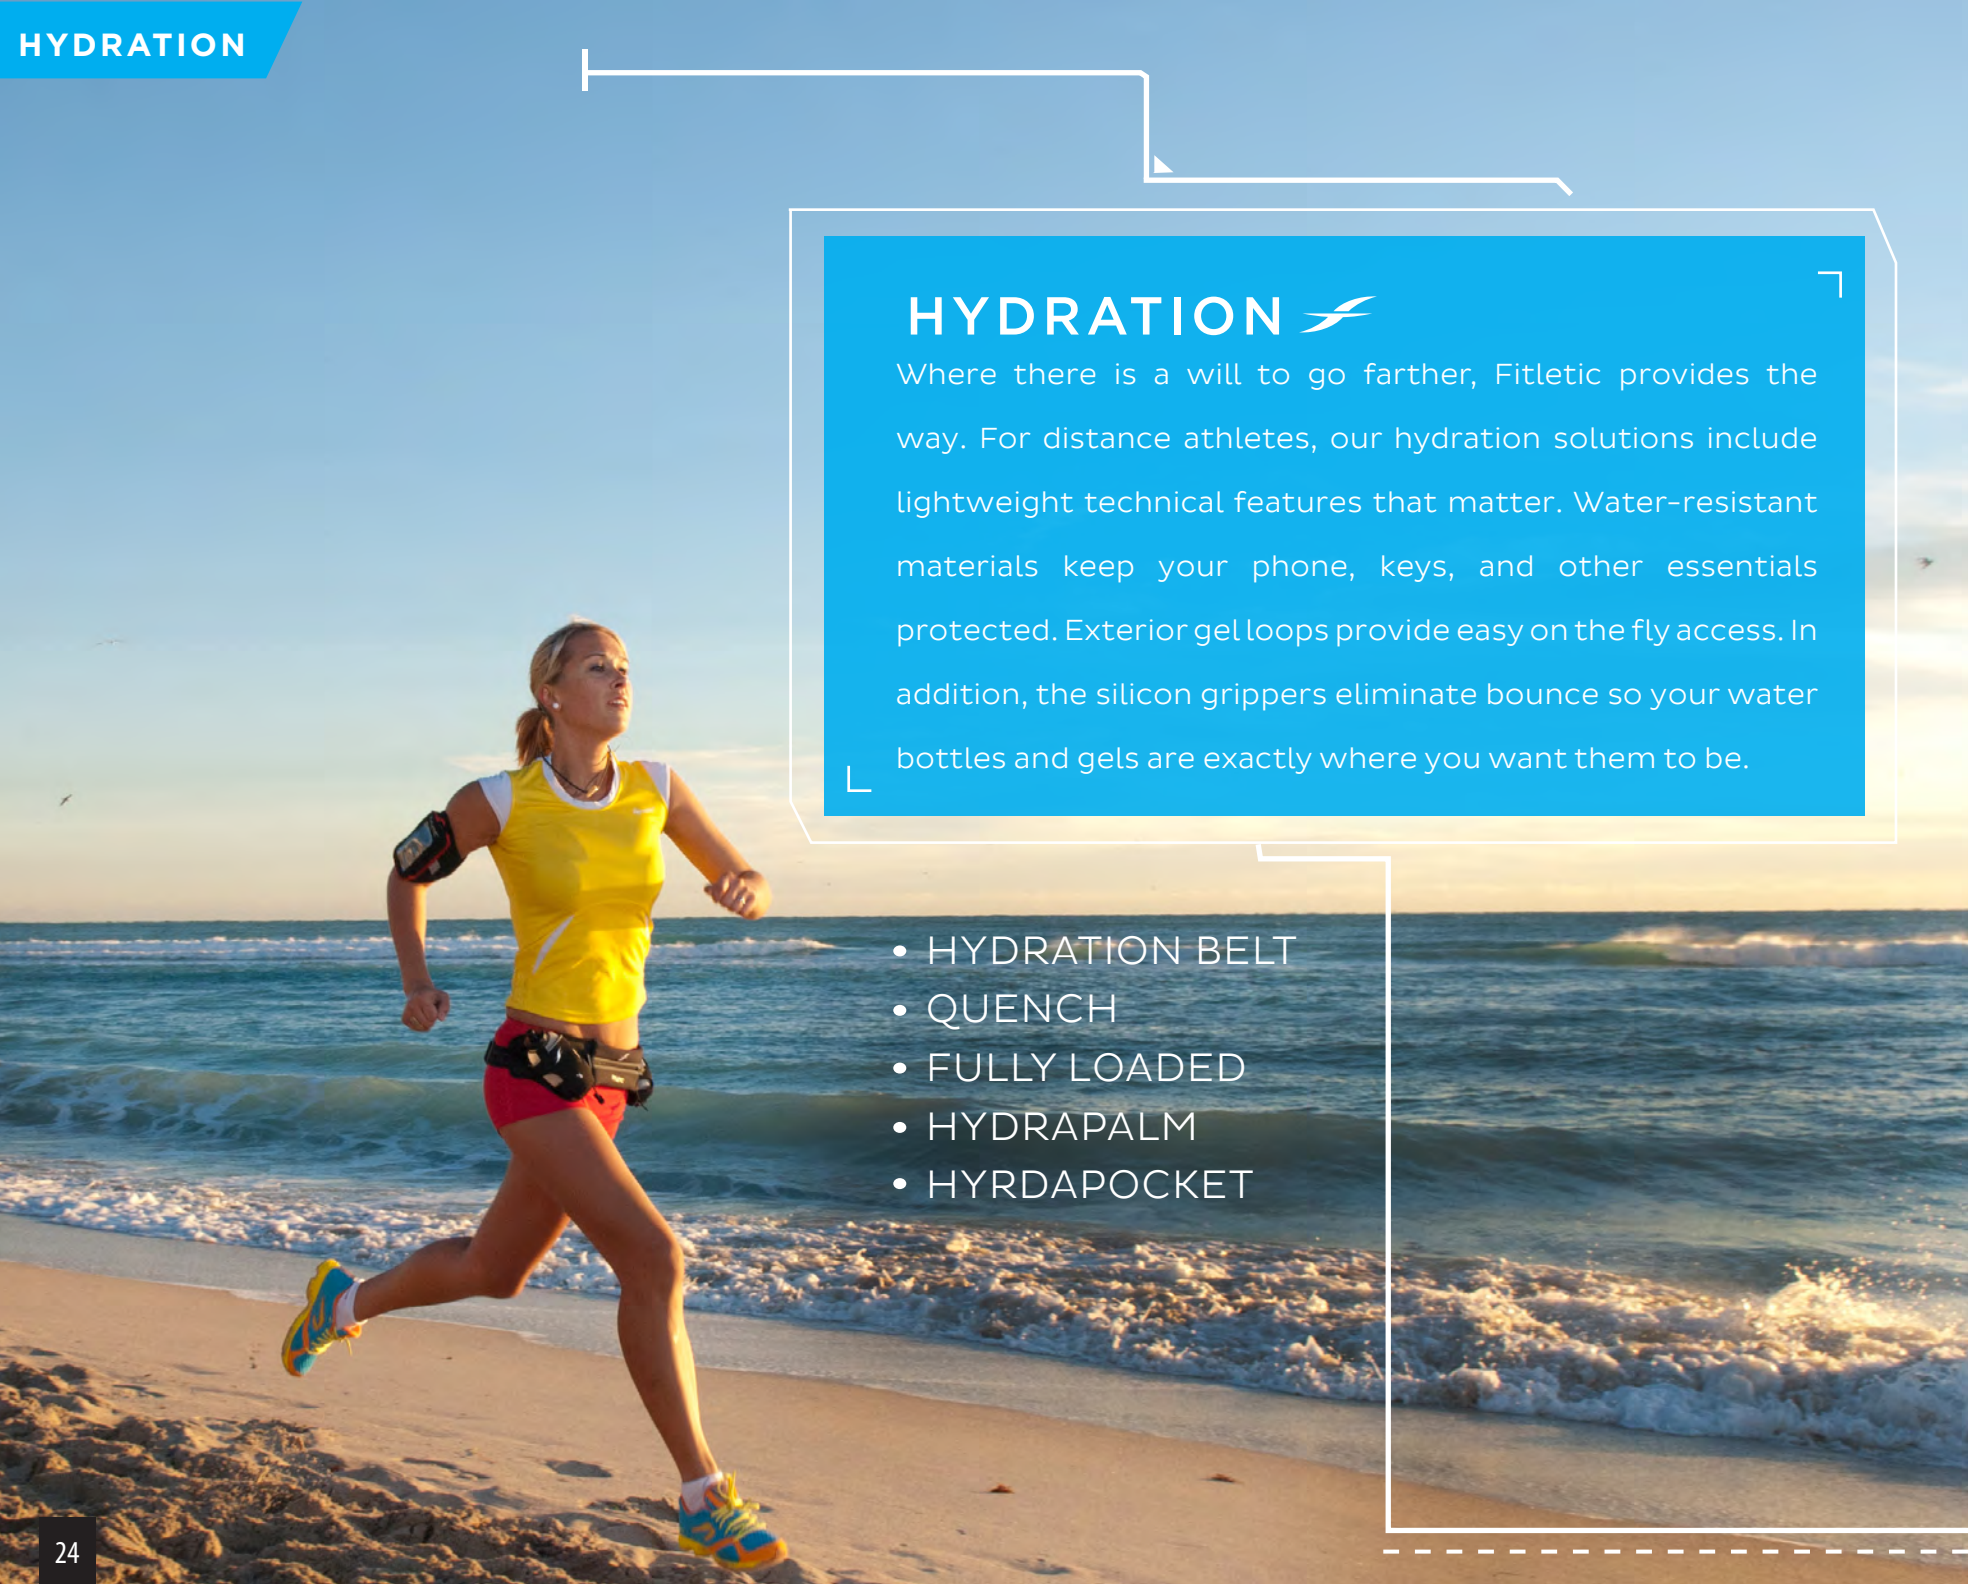 HYDRATION
HYDRATION
Where there is a will to go farther, Fitletic provides the
way. For distance athletes, our hydration solutions include
lightweight technical features that matter. Water-resistant
materials keep your phone, keys, and other essentials
protected. Exterior gel loops provide easy on the fly access. In
addition, the silicon grippers eliminate bounce so your water
bottles and gels are exactly where you want them to be.
• HYDRATION BELT
• QUENCH
• FULLY LOADED
• HYDRAPALM
• HYRDAPOCKET
24